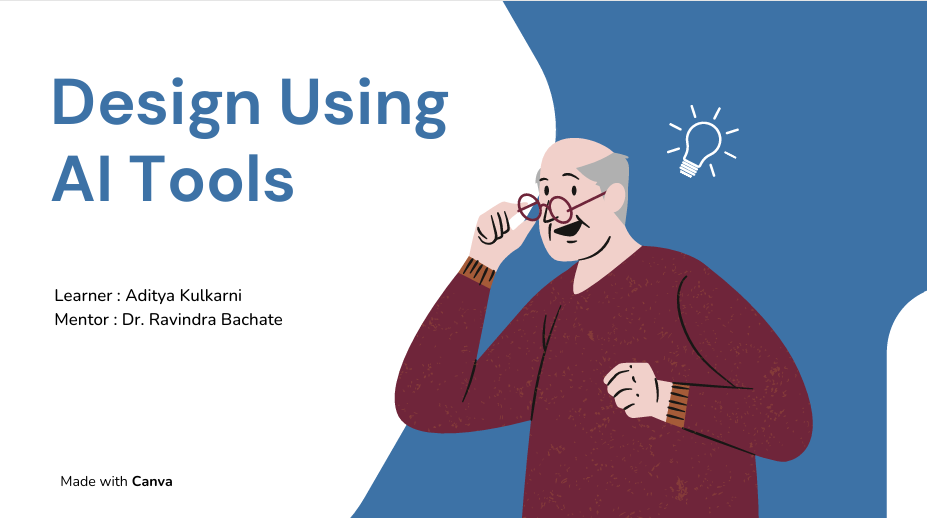 Design Using
AI Tools
Learner : Aditya Kulkarni
Mentor : Dr. Ravindra Bachate
Made with Canva